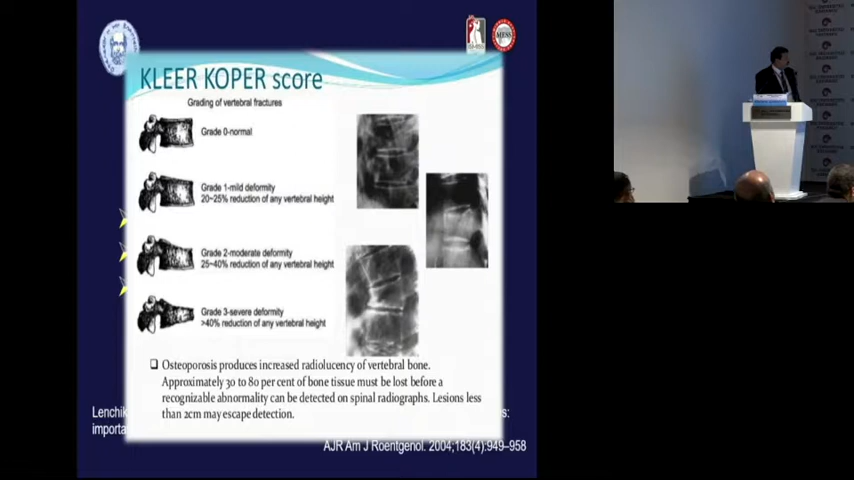 KLEER KOPER score
Grading of vertebral fractures
Grade 0-normal
Grade 1-mild deformity
20~25% reduction of any vertebral height
Grade 2-moderate deformity
25~40% reduction of any vertebral height
Grade 3-severe deformity
>40% reduction of any vertebral height
Osteoporosis produces increased radiolucency of vertebral bone.
Approximately 30 to 80 per cent of bone tissue must be lost before a
recognizable abnormality can be detected on spinal radiographs. Lesions less
than 2cm may escape detection.
Lenchik
importa
AJR Am J Roentgenol. 2004;183(4):949–958